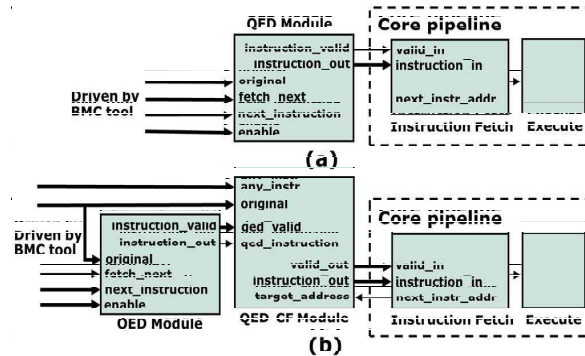 QED Module
Core pipeline
instruction_valid
valid_in
instruction_out
instruction_in
original
Driven by
fetch_next
next_instr_addr
BMC tool
next_instruction
enable
Instruction Fetch
Execute
(a)
any_instr
original
Core pipeline
instruction_valid
qed_valid
Driven by
instruction_out
qed_instruction
BMC tool
original
valid_out
valid_in
fetch_next
instruction_out
instruction_in
next_instruction
target_address
next_instr_addr
enable
QED Module
QED_CF Module
Instruction Fetch
Execute
(b)